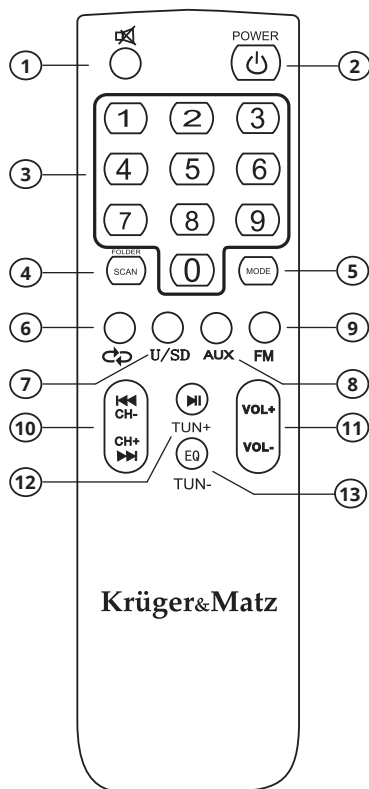 POWER
1
2
1 2 3
3
4 5 6
7 8 9
FOLDER
4
SCAN
0
MODE
5
6
9
U/SD AUX FM
7
8
CH-
VOL+
10
TUN+
11
CH+
VOL-
EQ
12
13
TUN-
Krüger&Matz